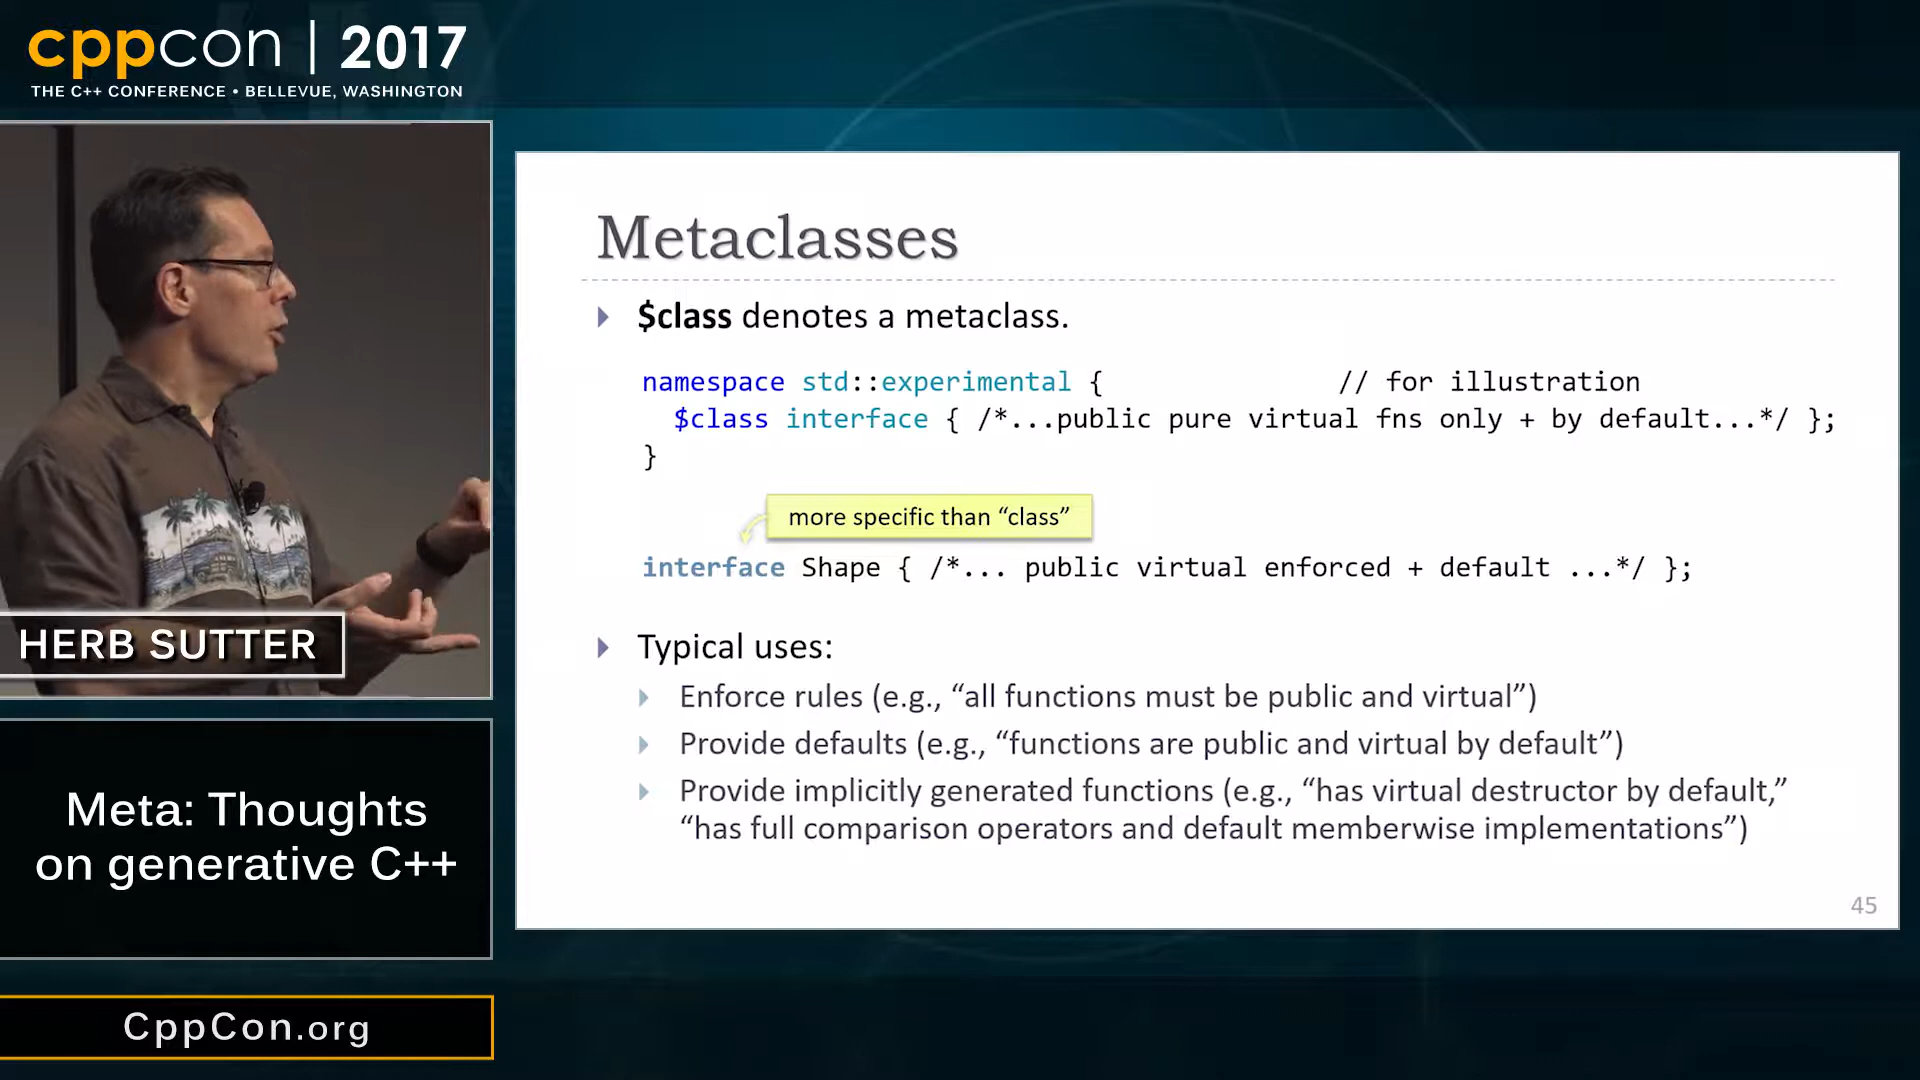 cppcon | 2017
THE C++ CONFERENCE • BELLEVUE, WASHINGTON
HERB SUTTER
Meta: Thoughts
on generative C++
CppCon.org
Metaclasses
$class denotes a metaclass.
namespace std::experimental { // for illustration
$class interface { /*...public pure virtual fns only + by default...*/ };
}
more specific than “class”
interface Shape { /*... public virtual enforced + default ...*/ };
Typical uses:
Enforce rules (e.g., “all functions must be public and virtual”)
Provide defaults (e.g., “functions are public and virtual by default”)
Provide implicitly generated functions (e.g., “has virtual destructor by default,”
“has full comparison operators and default memberwise implementations”)
45